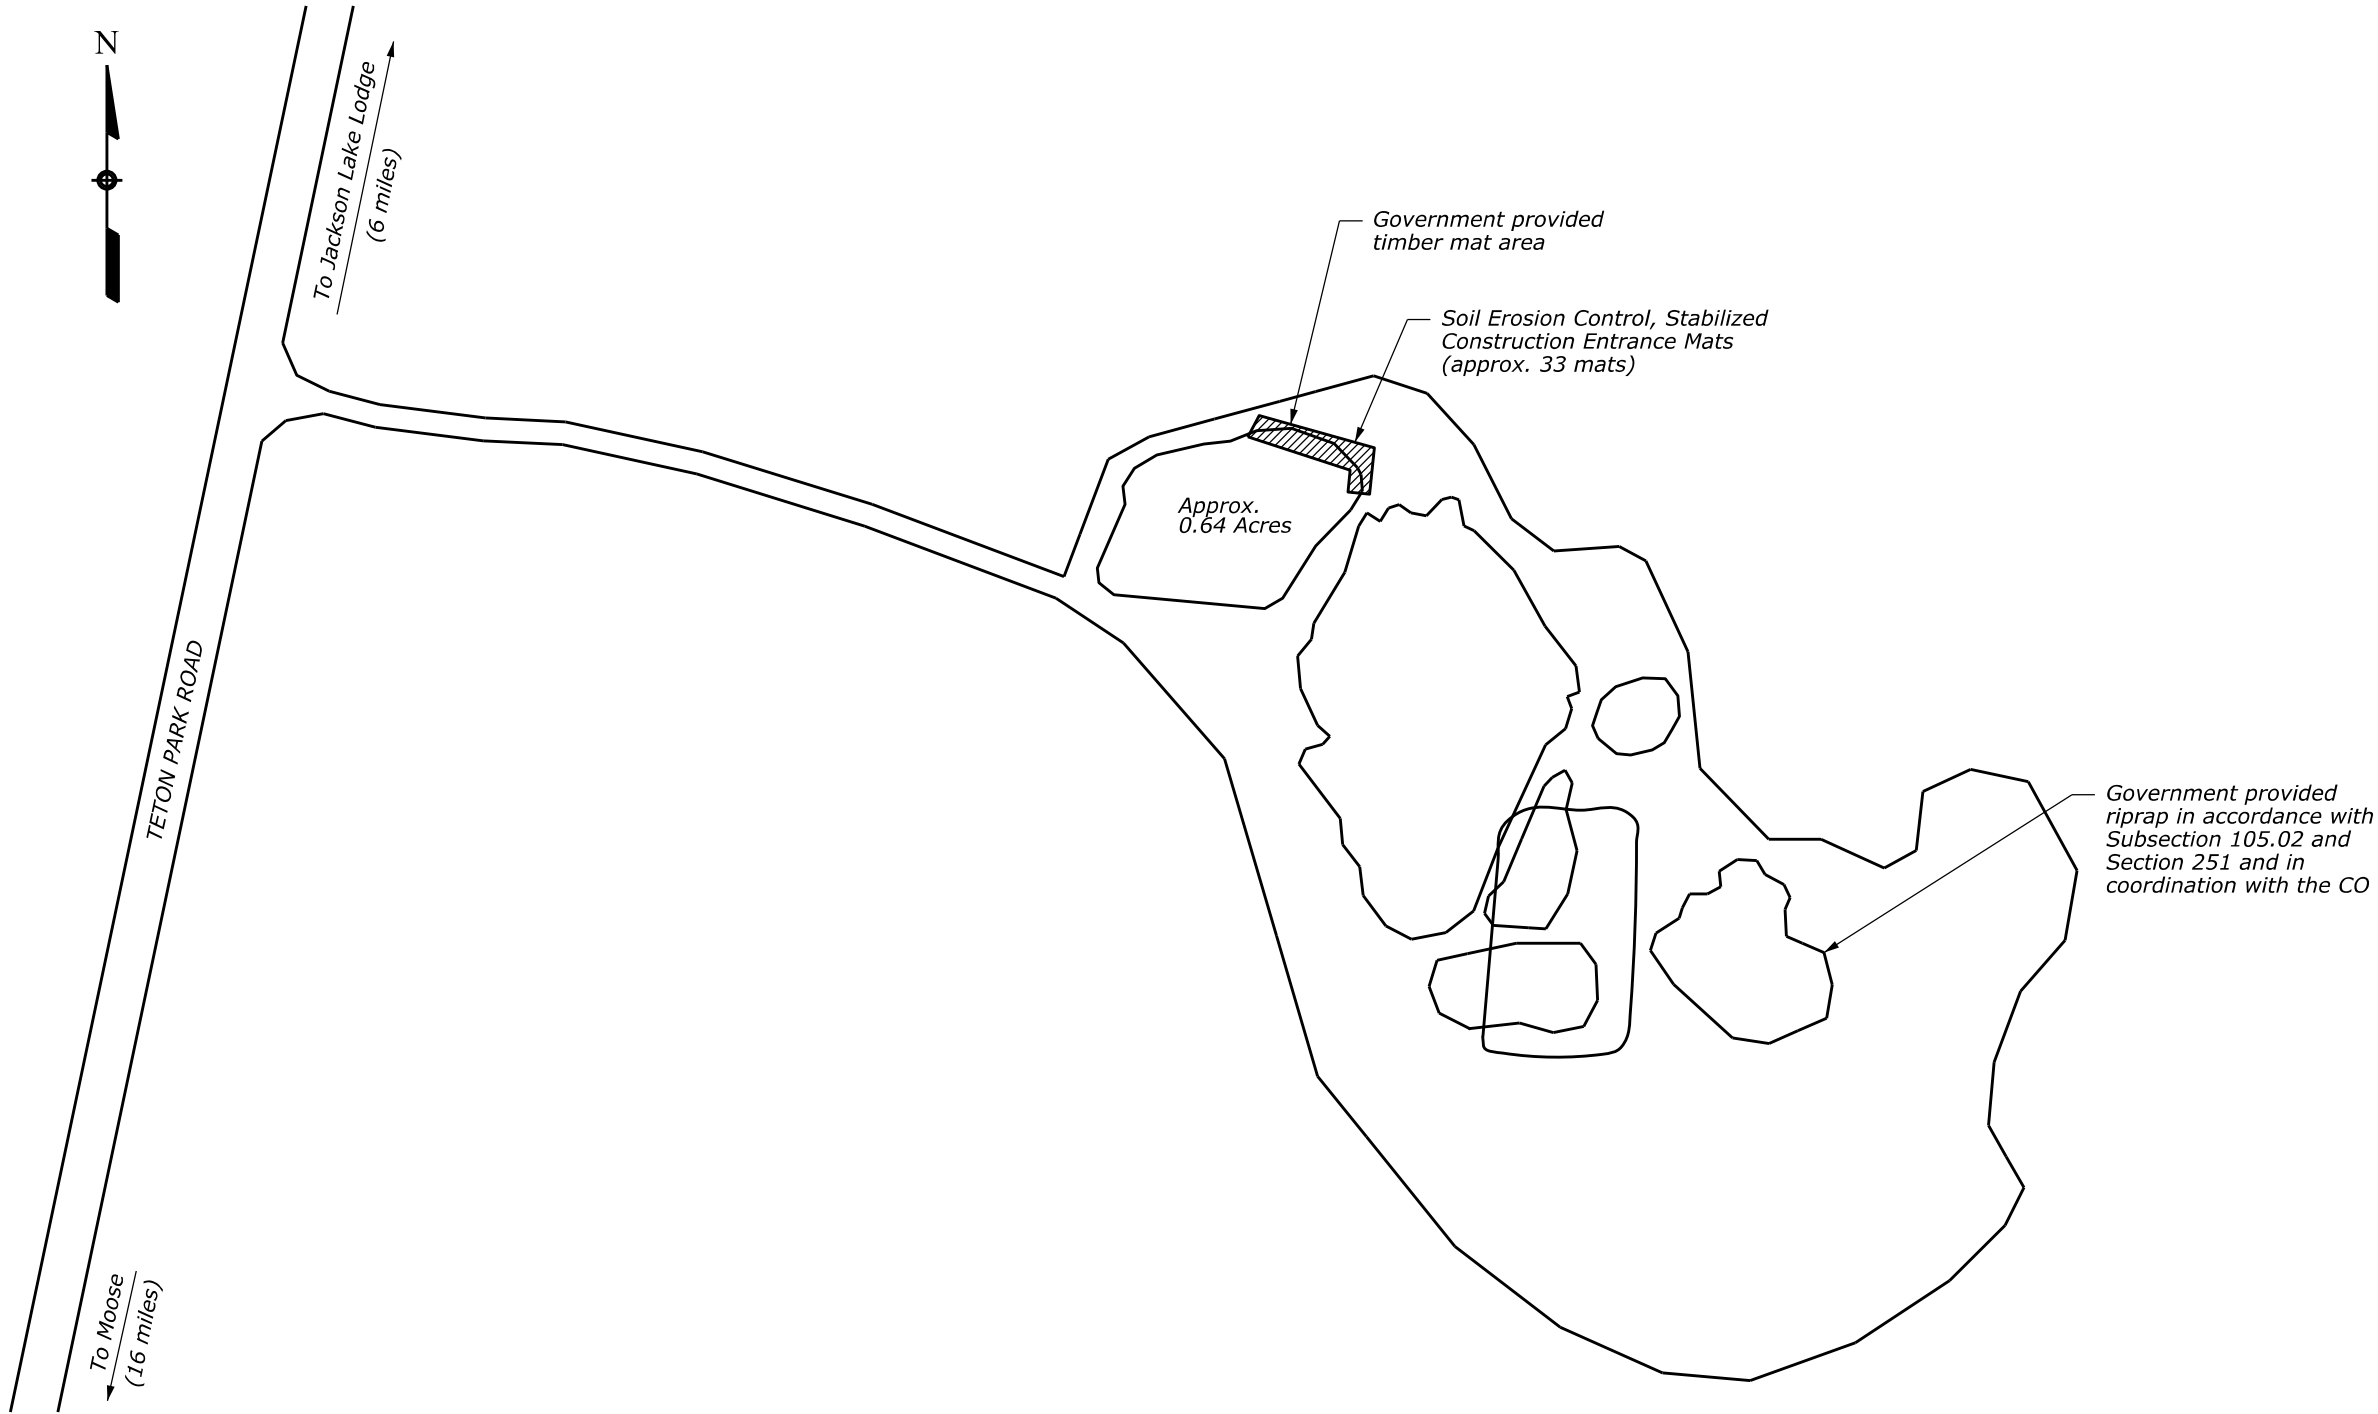 N
To Jackson Lake Lodge
(6 miles)
Government provided
timber mat area
Soil Erosion Control, Stabilized
Construction Entrance Mats
(approx. 33 mats)
Approx.
0.64 Acres
TETON PARK ROAD
Government provided
riprap in accordance with
Subsection 105.02 and
Section 251 and in
coordination with the CO
To Moose
(16 miles)